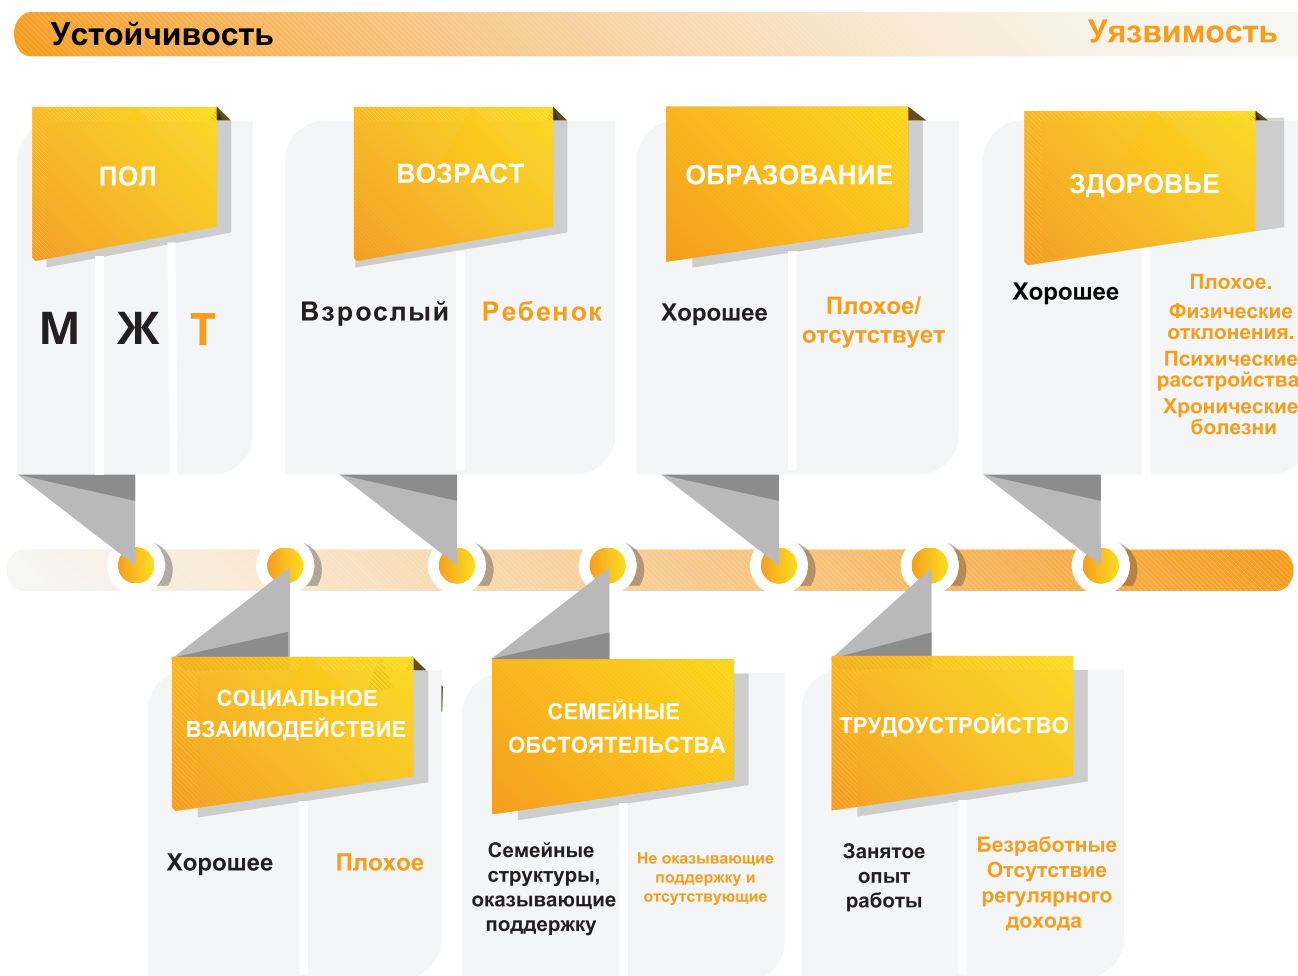 Устойчивость
Уязвимость
ПОЛ
М Ж Т
ВОЗРАСТ
Взрослый Ребенок
ОБРАЗОВАНИЕ
Хорошее
Плохое/
отсутствует
ЗДОРОВЬЕ
Хорошее
Плохое.
Физические
отклонения.
Психические
расстройства
Хронические
болезни
СОЦИАЛЬНОЕ
ВЗАИМОДЕЙСТВИЕ
Хорошее
Плохое
СЕМЕЙНЫЕ
ОБСТОЯТЕЛЬСТВА
Семейные
структуры,
оказывающие
поддержку
Не оказывающие
поддержку и
отсутствующие
ТРУДОУСТРОЙСТВО
Занятое
опыт
работы
Безработные
Отсутствие
регулярного
дохода